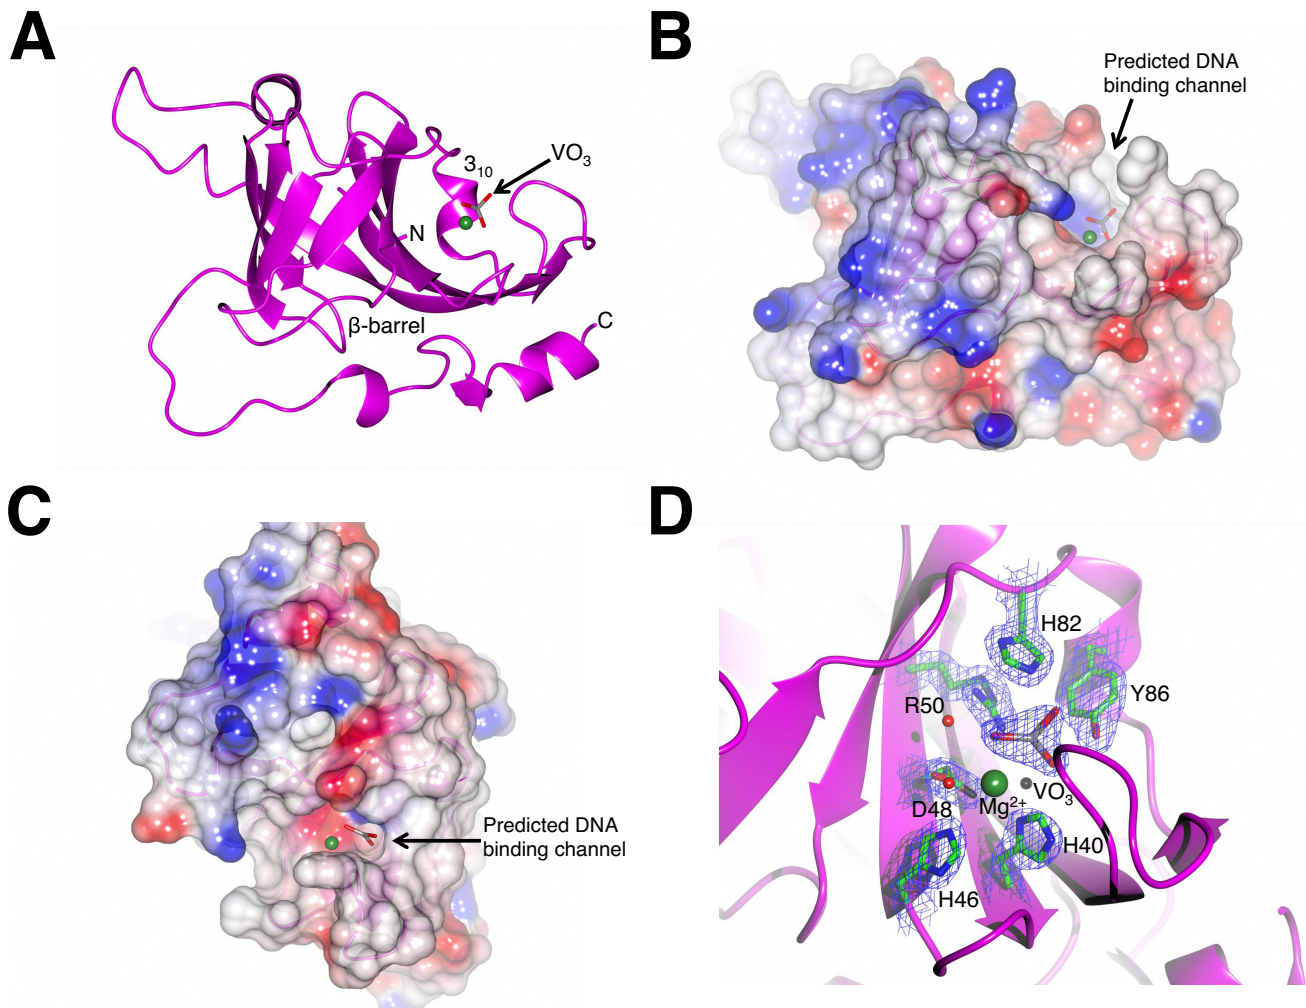 A
3₁₀
VO₃
N
β-barrel
C
B
Predicted DNA
binding channel
C
Predicted DNA
binding channel
D
H82
Y86
R50
D48
Mg²⁺
VO₃
H40
H46